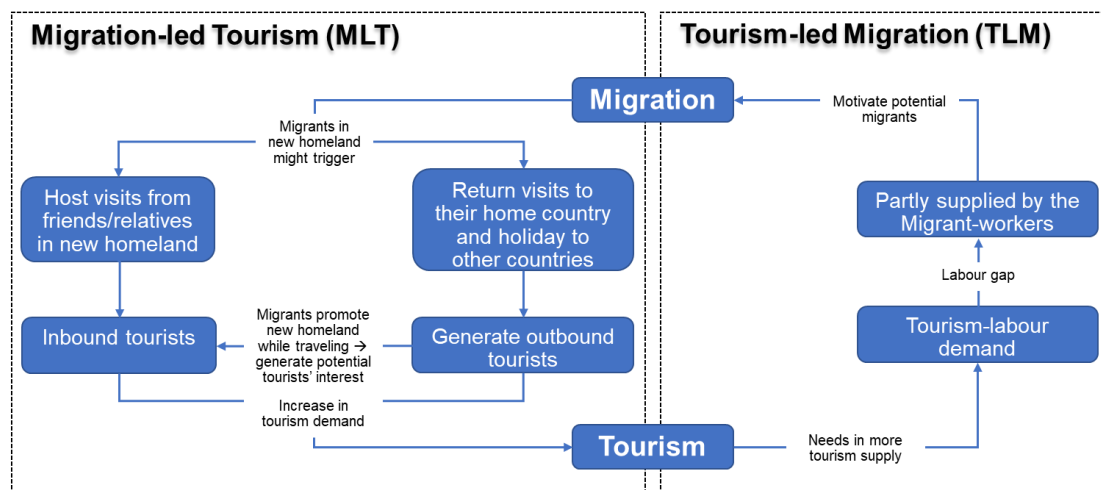 Migration-led Tourism (MLT)
Tourism-led Migration (TLM)
Migration
Migrants in
new homeland
might trigger
Motivate potential
migrants
Host visits from
friends/relatives
in new homeland
Return visits to
their home country
and holiday to
other countries
Partly supplied by the
Migrant-workers
Labour gap
Inbound tourists
Migrants promote
new homeland
while traveling →
generate potential
tourists' interest
Generate outbound
tourists
Tourism-labour
demand
Increase in
tourism demand
Tourism
Needs in more
tourism supply